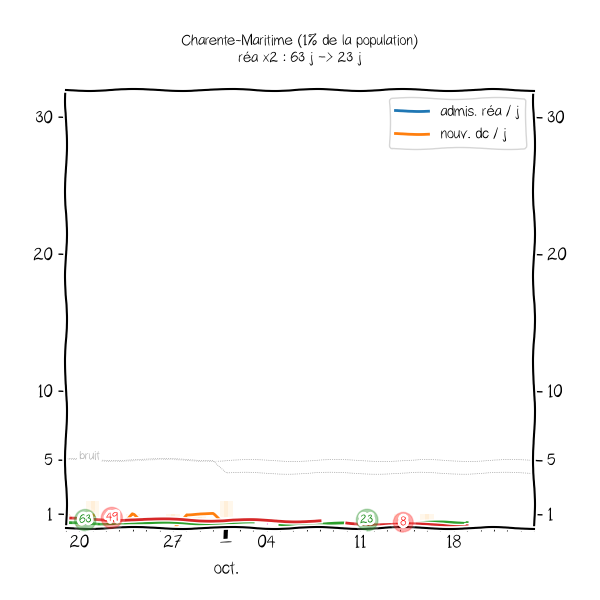 Charente-Maritime (1% de la population)
réa x2 : 63 j -> 23 j
admis. réa / j
nouv. dc / j
30 30
20 20
10 10
5 bruit 5
1 63 49 23 8 1
20 27 04 11 18
oct.